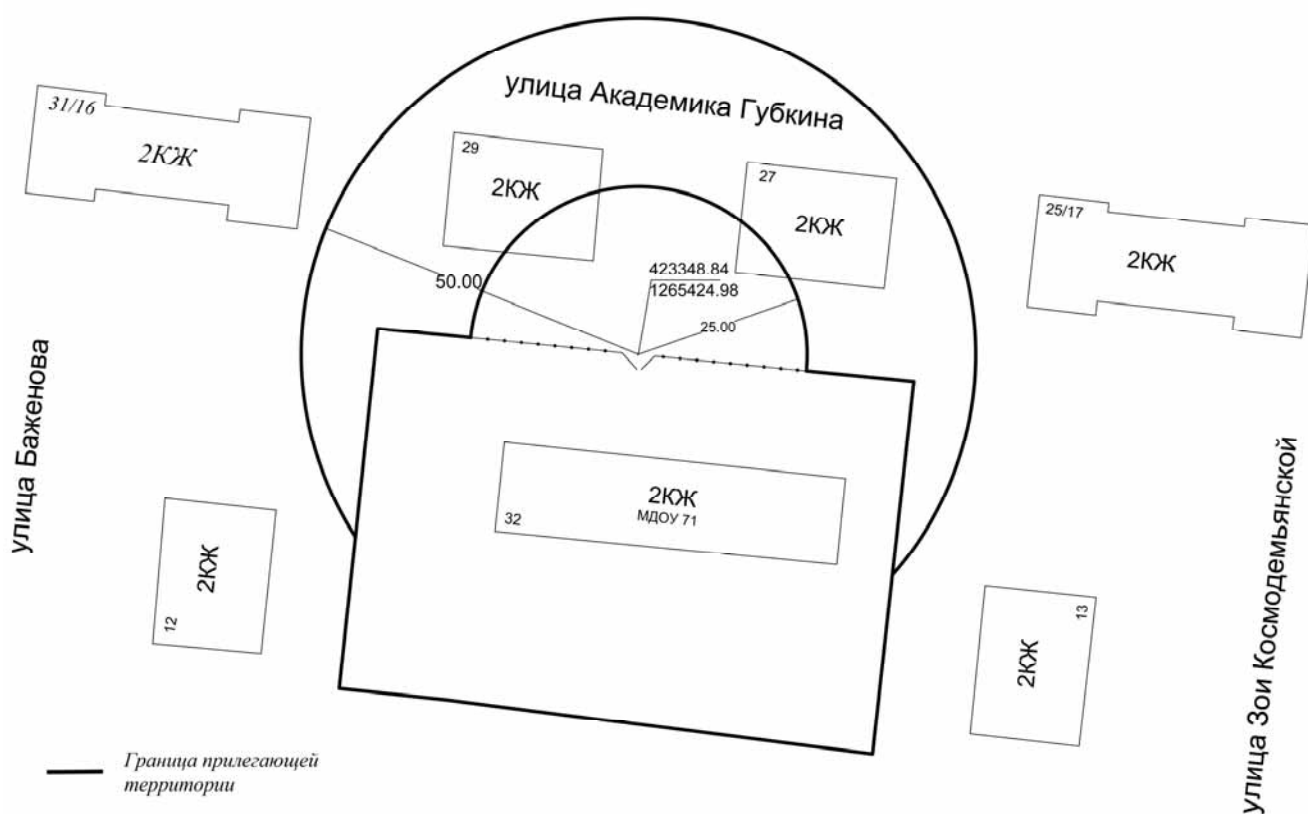 улица Академика Губкина
31/16
2КЖ
29
2КЖ
27
2КЖ
25/17
2КЖ
50.00
423348.84
1265424.98
25.00
улица Баженова
2КЖ
МДОУ 71
32
2КЖ
12
13
2КЖ
улица Зои Космодемьянской
Граница прилегающей
территории